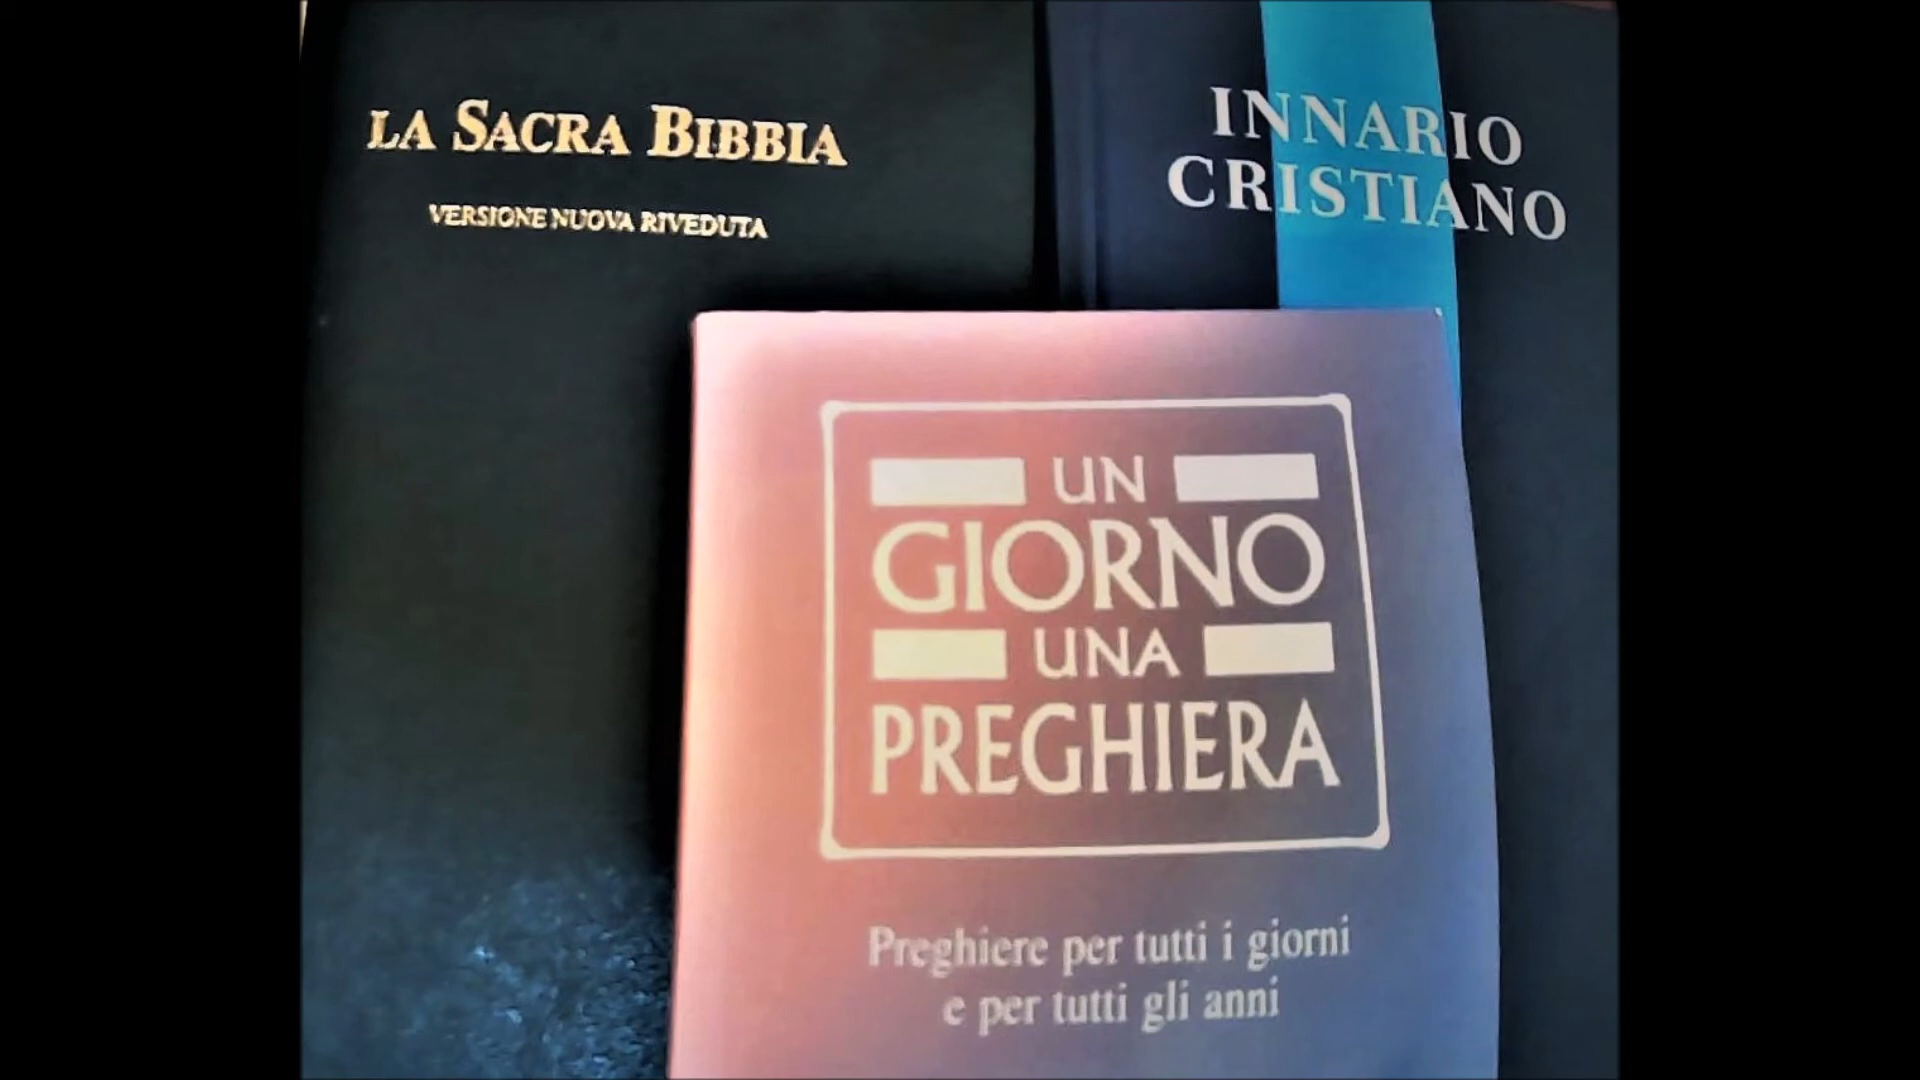 LA SACRA BIBBIA
VERSIONE NUOVA RIVEDUTA
INNARIO
CRISTIANO
UN
GIORNO
UNA
PREGHIERA
Preghiere per tutti i giorni
e per tutti gli anni